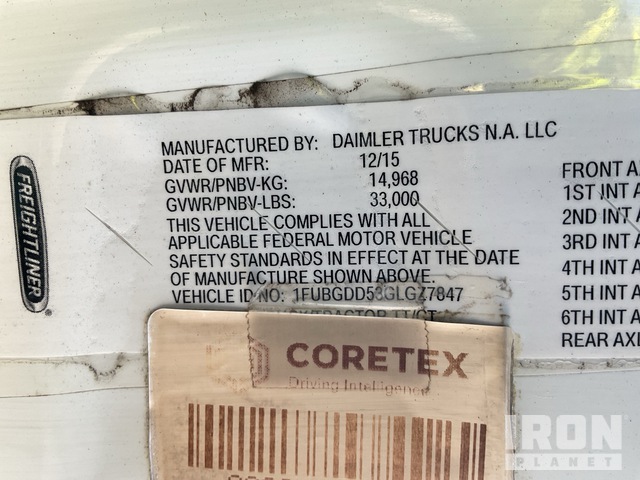 FREIGHTLINER
MANUFACTURED BY: DAIMLER TRUCKS N.A. LLC
DATE OF MFR: 12/15
GVWR/PNBV-KG: 14,968
GVWR/PNBV-LBS: 33,000
THIS VEHICLE COMPLIES WITH ALL
APPLICABLE FEDERAL MOTOR VEHICLE
SAFETY STANDARDS IN EFFECT AT THE DATE
OF MANUFACTURE SHOWN ABOVE.
VEHICLE ID NO: 1FUBGDD58GLGZ7847
FRONT A
1ST INT A
2ND INT A
3RD INT A
4TH INT A
5TH INT A
6TH INT A
REAR AXL
CORETEX
Driving Intelligence
IRON
PLANET